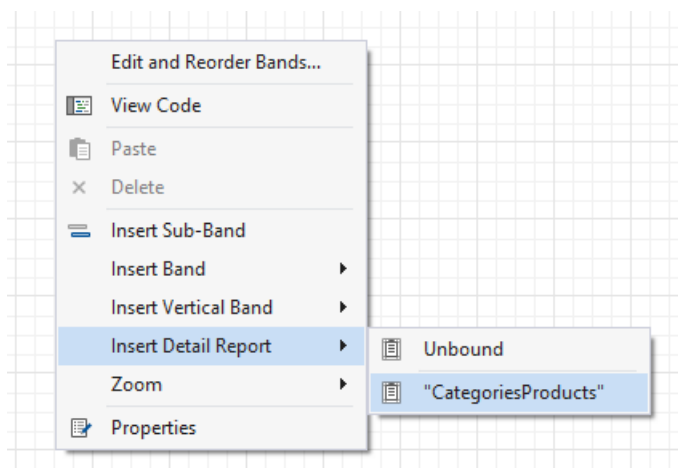 Edit and Reorder Bands...
View Code
Paste
Delete
Insert Sub-Band
Insert Band
Insert Vertical Band
Insert Detail Report
Unbound
Zoom
"CategoriesProducts"
Properties